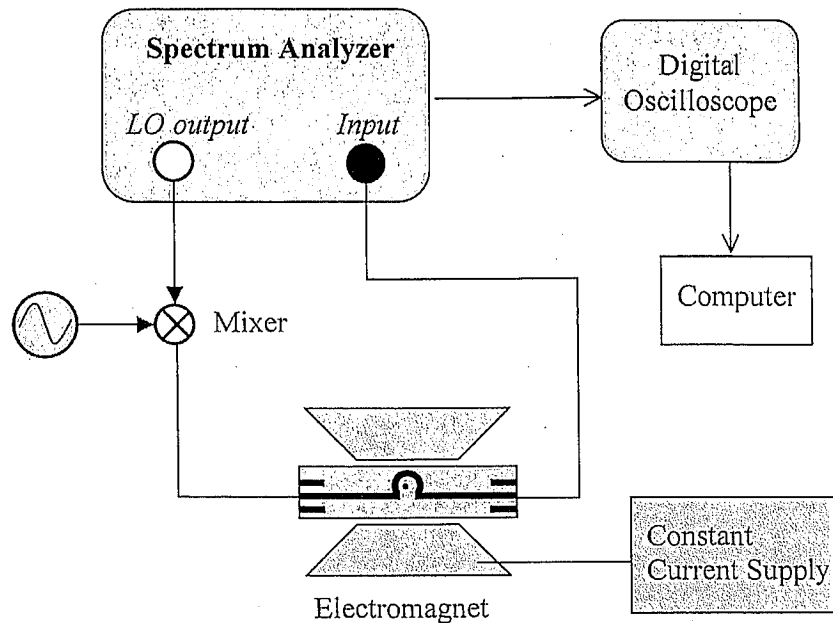 Spectrum Analyzer
LO output
Input
Digital
Oscilloscope
Computer
Mixer
Constant
Current Supply
Electromagnet